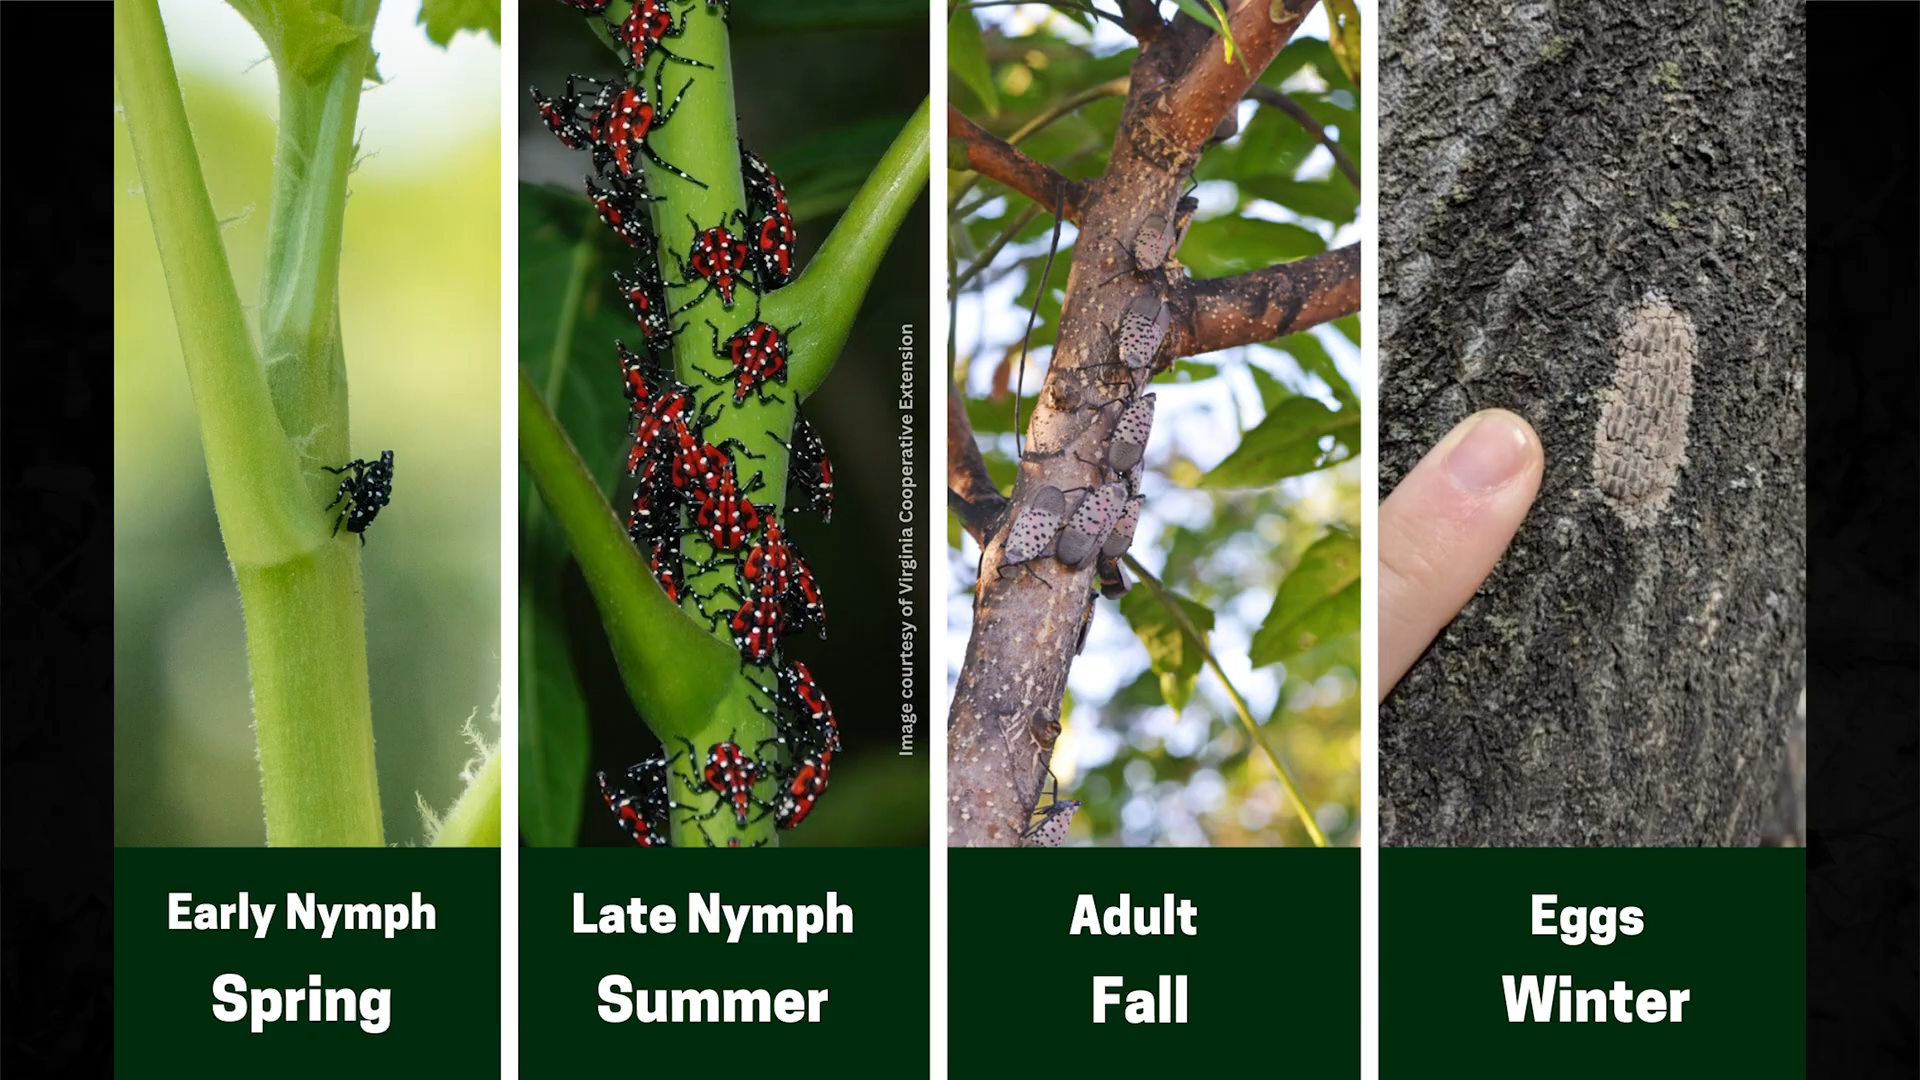 Early Nymph
Spring
Image courtesy of Virginia Cooperative Extension
Late Nymph
Summer
Adult
Fall
Eggs
Winter